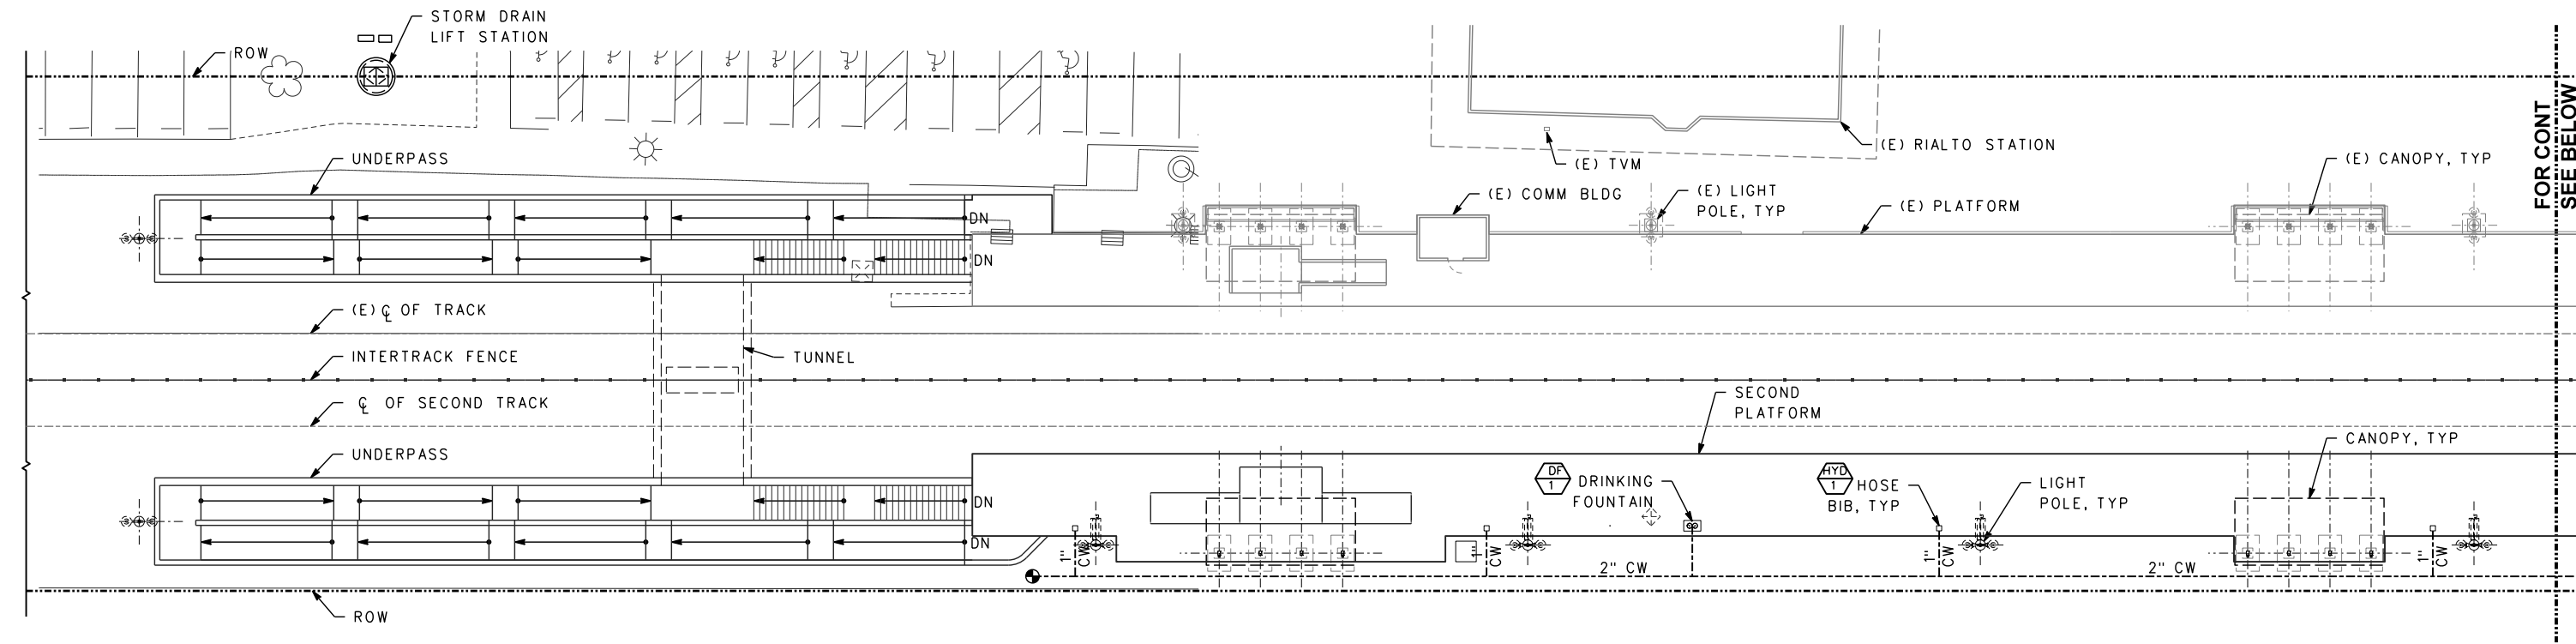 STORM DRAIN
LIFT STATION
ROW
UNDERPASS
(E) RIALTO STATION
(E) TVM
(E) CANOPY, TYP
FOR CONT
SEE BELOW
(E) COMM BLDG
(E) LIGHT
POLE, TYP
(E) PLATFORM
DN
DN
(E) ℄ OF TRACK
INTERTRACK FENCE
TUNNEL
℄ OF SECOND TRACK
SECOND
PLATFORM
UNDERPASS
CANOPY, TYP
DF
1
DRINKING
FOUNTAIN
HYD
1
HOSE
BIB, TYP
LIGHT
POLE, TYP
DN
DN
1"
CW
1"
CW
2" CW
1"
CW
2" CW
1"
CW
ROW